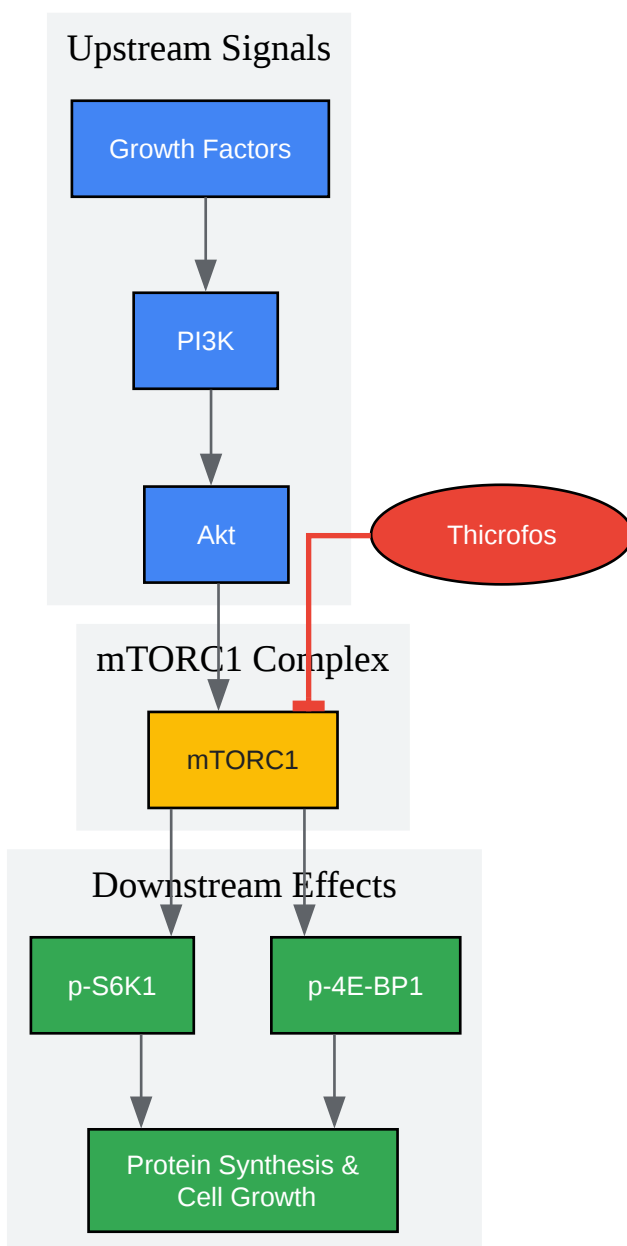 Upstream Signals
Growth Factors
PI3K
Akt
Thicrofos
mTORC1 Complex
mTORC1
Downstream Effects
p-S6K1
p-4E-BP1
Protein Synthesis &
Cell Growth